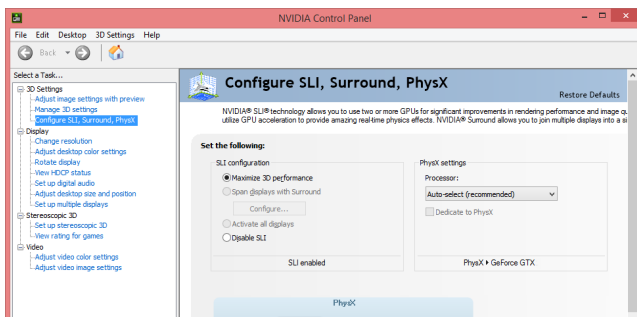 NVIDIA Control Panel
File Edit Desktop 3D Settings Help
Back
Select a Task...
3D Settings
Adjust image settings with preview
Manage 3D settings
Configure SLI, Surround, PhysX
Display
Change resolution
Adjust desktop color settings
Rotate display
View HDCP status
Set up digital audio
Adjust desktop size and position
Set up multiple displays
Stereoscopic 3D
Set up stereoscopic 3D
View rating for games
Video
Adjust video color settings
Adjust video image settings
Configure SLI, Surround, PhysX
Restore Defaults
NVIDIA® SLI® technology allows you to use two or more GPUs for significant improvements in rendering performance and image qu
utilize GPU acceleration to provide amazing real-time physics effects. NVIDIA® Surround allows you to join multiple displays into a si
Set the following:
SLI configuration
Maximize 3D performance
Span displays with Surround
Configure...
Activate all displays
Disable SLI
SLI enabled
PhysX settings
Processor:
Auto-select (recommended)
Dedicate to PhysX
PhysX ▸ GeForce GTX
PhysX